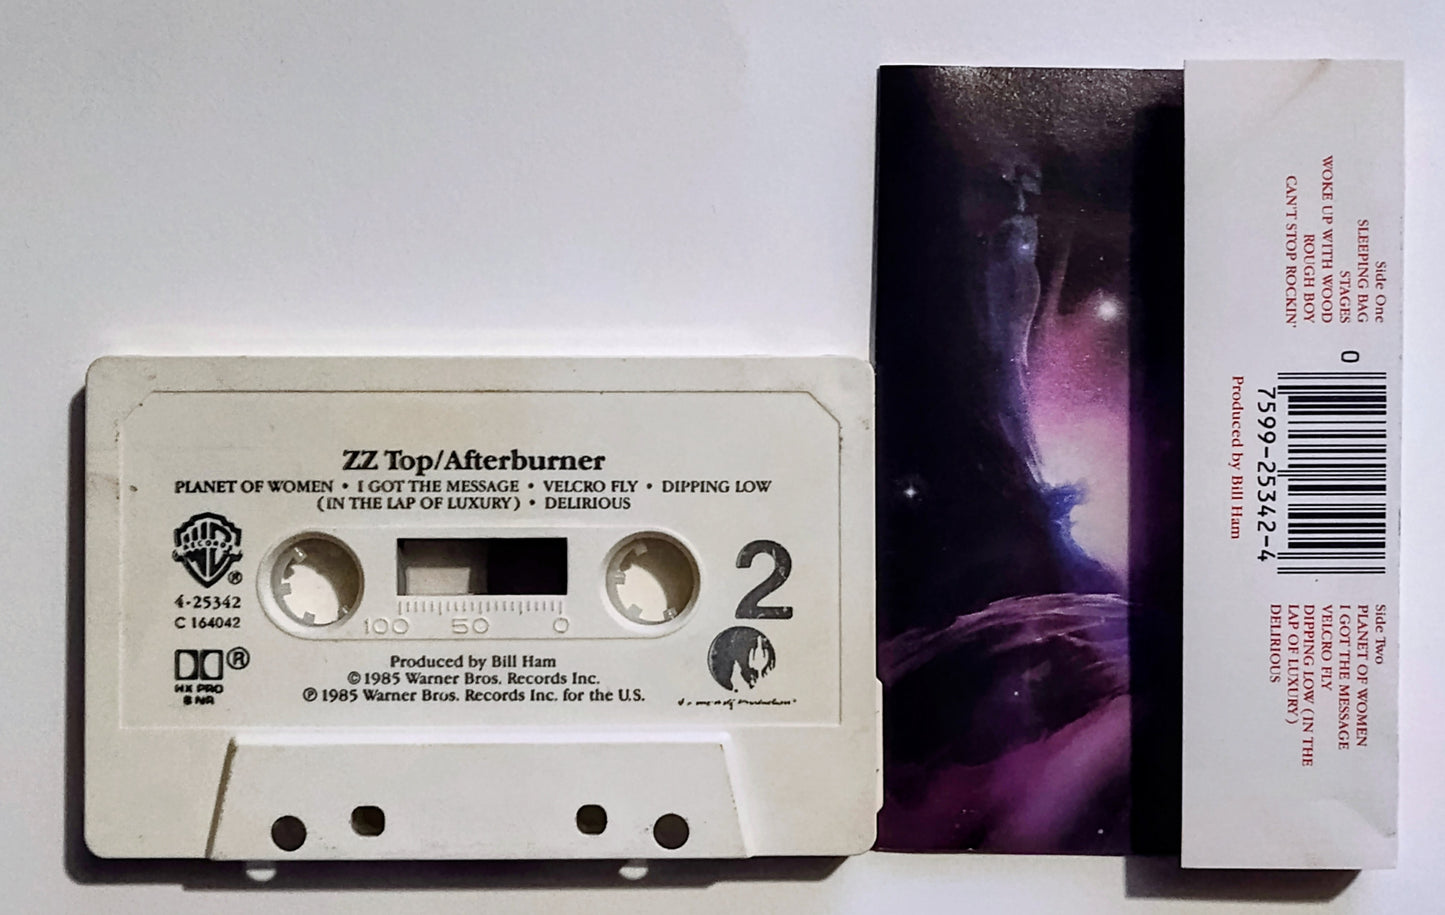 ZZ Top/Afterburner
PLANET OF WOMEN • I GOT THE MESSAGE • VELCRO FLY • DIPPING LOW
(IN THE LAP OF LUXURY) • DELIRIOUS
RECORDS
®
4-25342
C 164042
®
HX PRO
B NR
100 50 0
2
Produced by Bill Ham
©1985 Warner Bros. Records Inc.
℗1985 Warner Bros. Records Inc. for the U.S.
Side One
SLEEPING BAG
STAGES
WOKE UP WITH WOOD
ROUGH BOY
CAN'T STOP ROCKIN'
0
7599-25342-4
Produced by Bill Ham
Side Two
PLANET OF WOMEN
I GOT THE MESSAGE
VELCRO FLY
DIPPING LOW (IN THE
LAP OF LUXURY)
DELIRIOUS